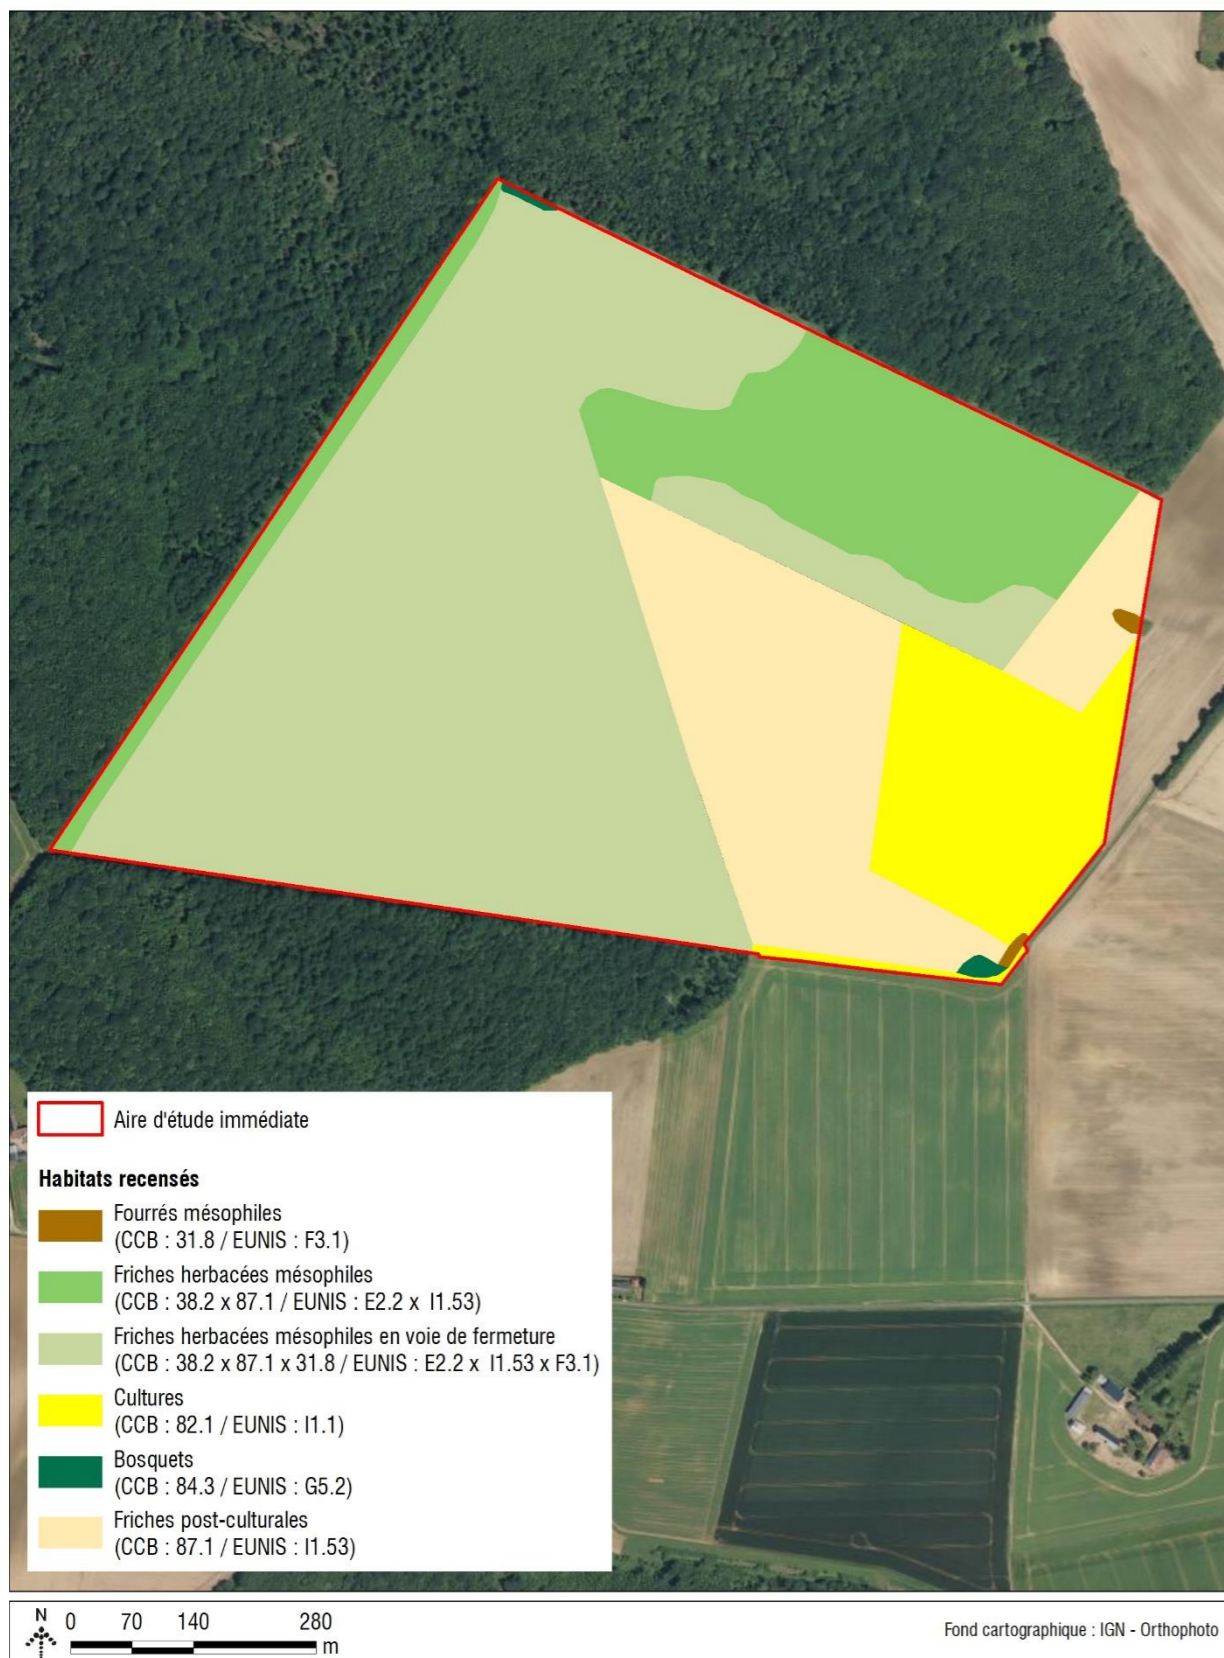 Aire d'étude immédiate
Habitats recensés
Fourrés mésophiles
(CCB : 31.8 / EUNIS : F3.1)
Friches herbacées mésophiles
(CCB : 38.2 x 87.1 / EUNIS : E2.2 x I1.53)
Friches herbacées mésophiles en voie de fermeture
(CCB : 38.2 x 87.1 x 31.8 / EUNIS : E2.2 x I1.53 x F3.1)
Cultures
(CCB : 82.1 / EUNIS : I1.1)
Bosquets
(CCB : 84.3 / EUNIS : G5.2)
Friches post-culturales
(CCB : 87.1 / EUNIS : I1.53)
N 0 70 140 280
m
Fond cartographique : IGN - Orthophoto